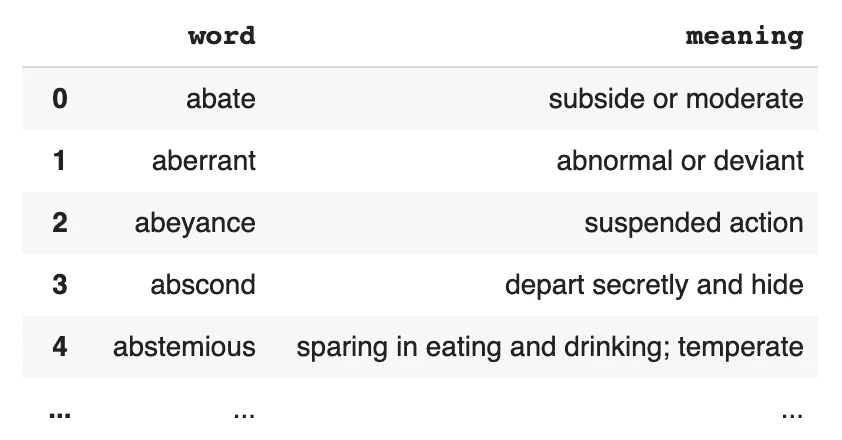 word meaning
0 abate subside or moderate
1 aberrant abnormal or deviant
2 abeyance suspended action
3 abscond depart secretly and hide
4 abstemious sparing in eating and drinking; temperate
... ... ...